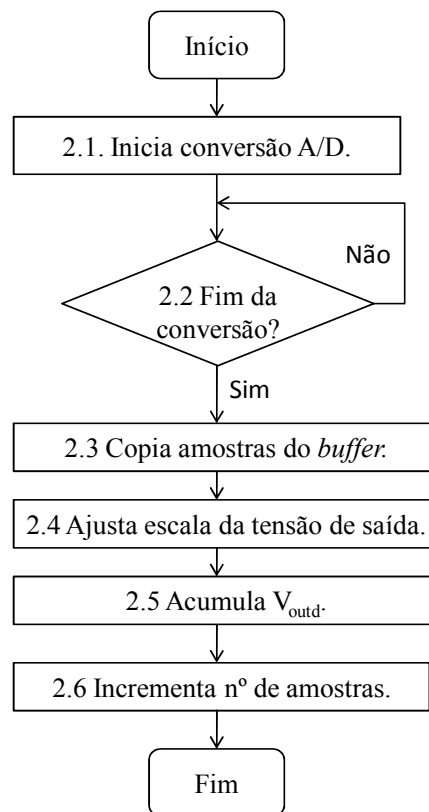 Início
2.1. Inicia conversão A/D.
Não
2.2 Fim da
conversão?
Sim
2.3 Copia amostras do buffer.
2.4 Ajusta escala da tensão de saída.
2.5 Acumula Voutd.
2.6 Incrementa nº de amostras.
Fim